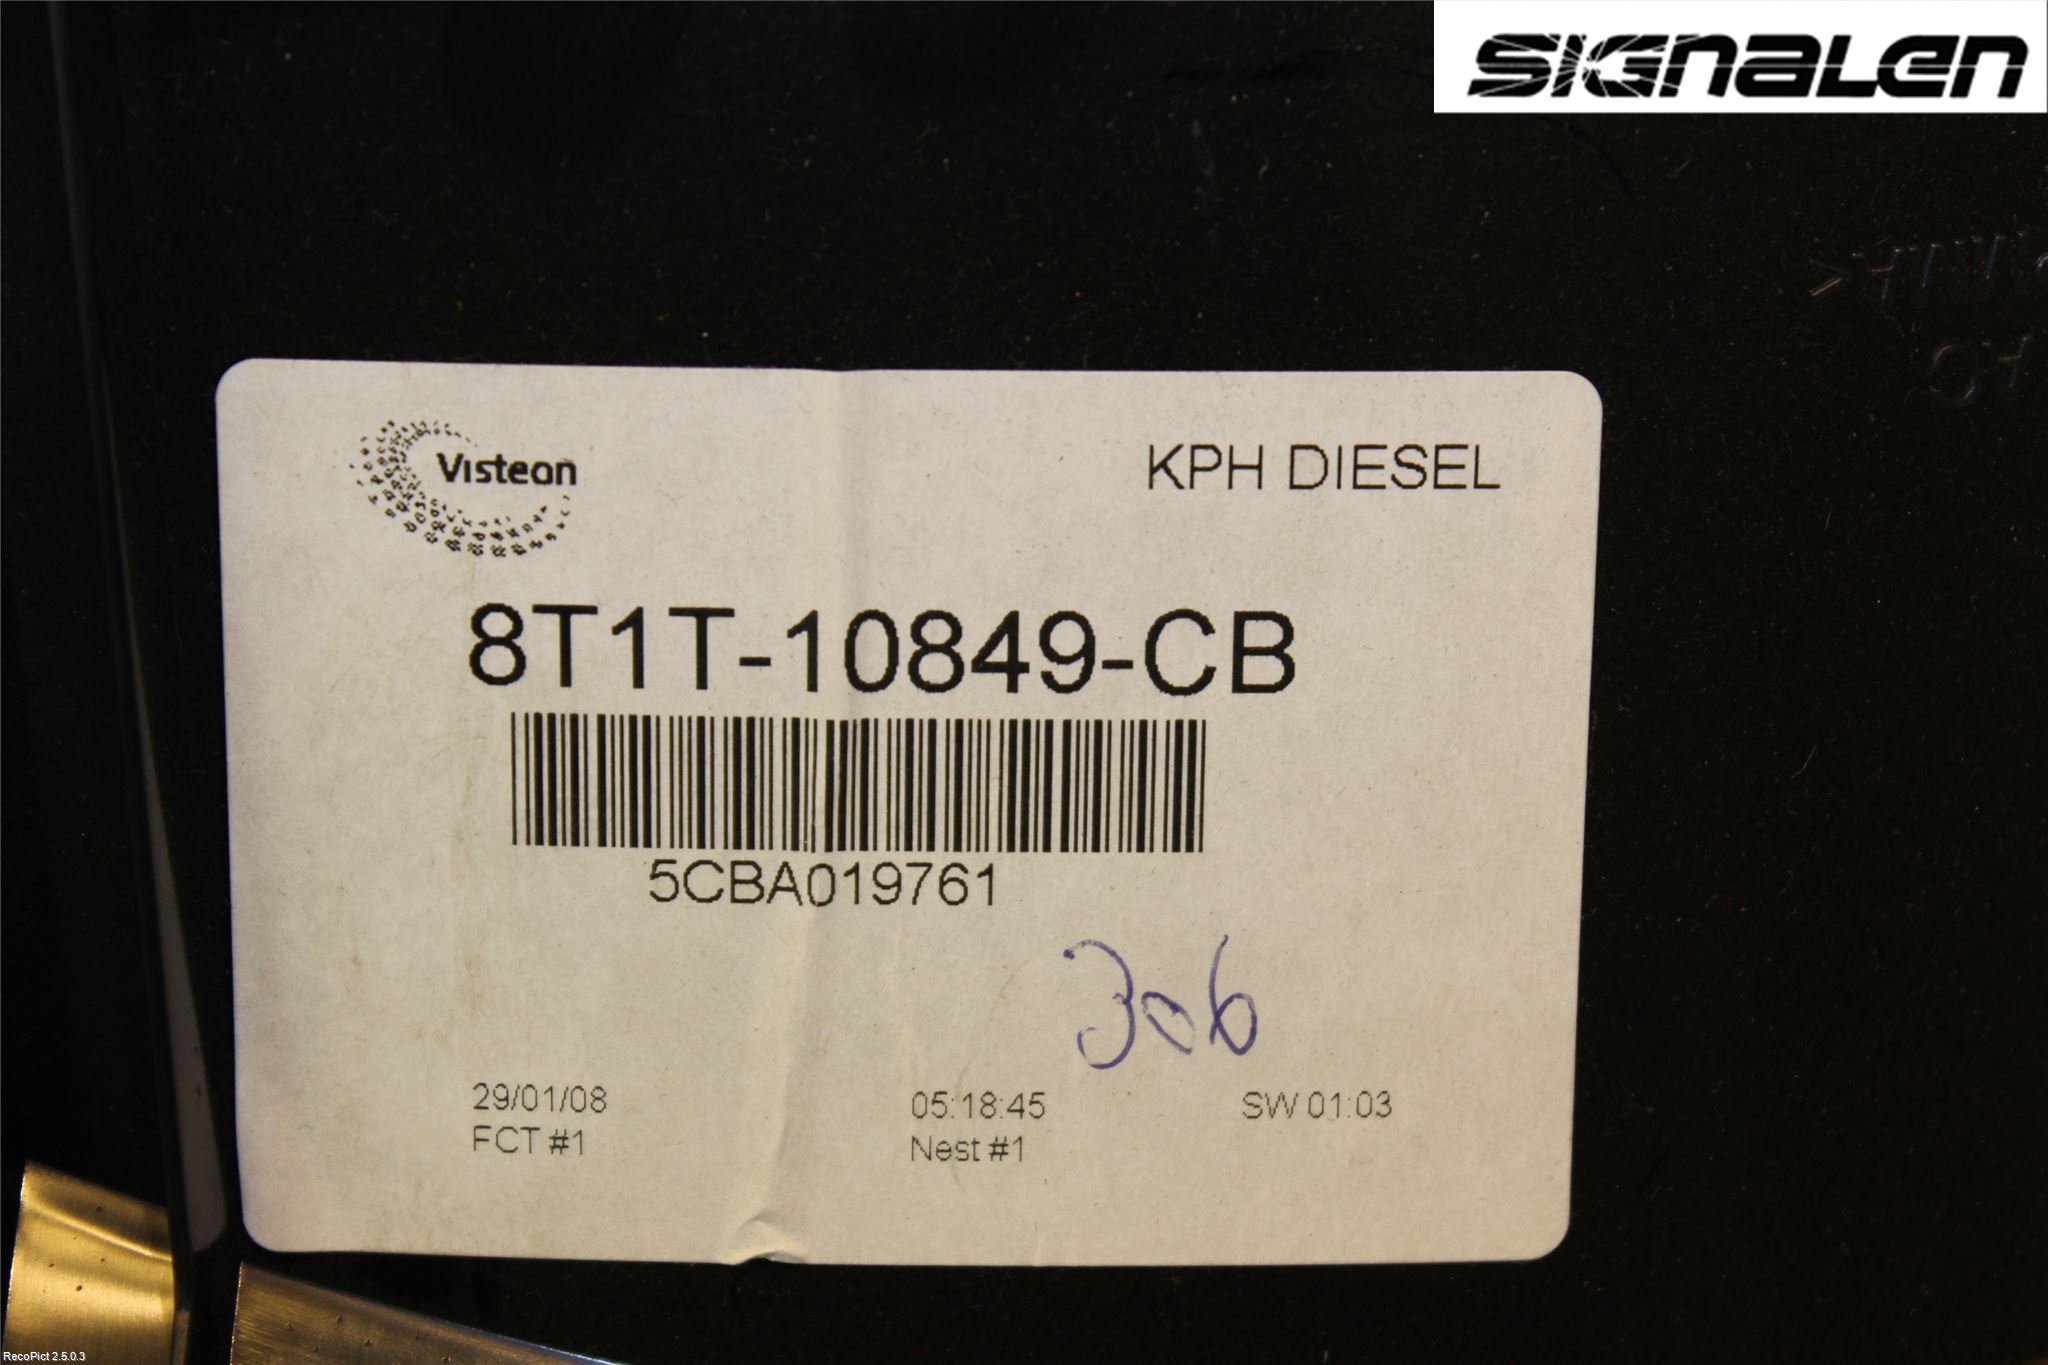 SIGNALEN
Visteon
KPH DIESEL
8T1T-10849-CB
5CBA019761
306
29/01/08 05:18:45 SW 01:03
FCT #1 Nest #1
RecoPict 2.5.0.3